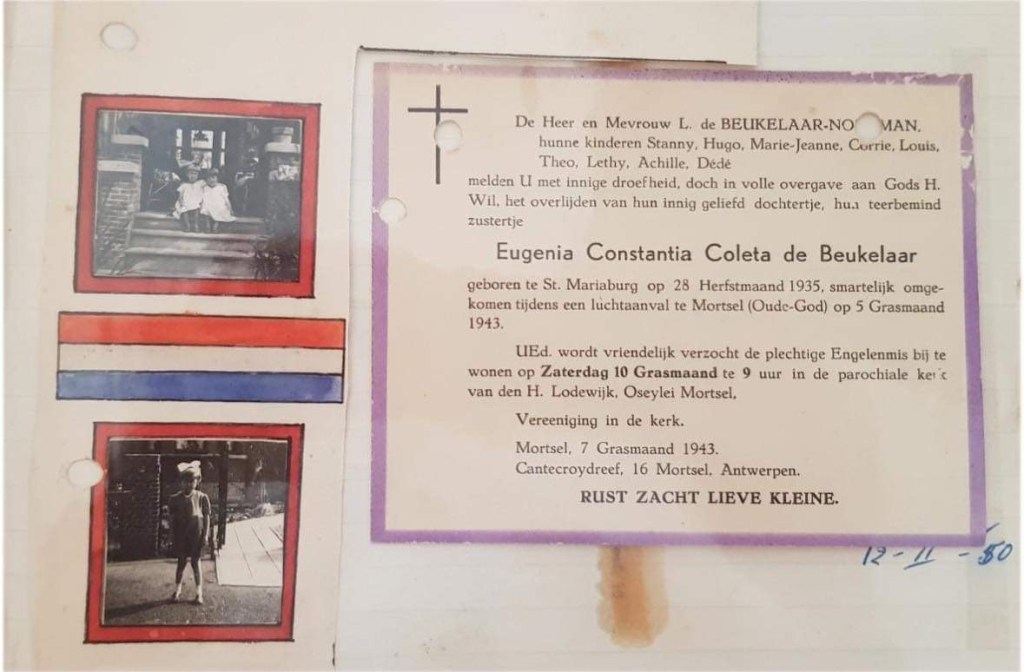 De Heer en Mevrouw L. de BEUKELAAR-NO MAN,
hunne kinderen Stanny, Hugo, Marie-Jeanne, Corrie, Louis,
Theo, Lethy, Achille, Dédé
melden U met innige droefheid, doch in volle overgave aan Gods H.
Wil, het overlijden van hun innig geliefd dochtertje, hun teerbemind
zustertje
Eugenia Constantia Coleta de Beukelaar
geboren te St. Mariaburg op 28 Herfstmaand 1935, smartelijk omge-
komen tijdens een luchtaanval te Mortsel (Oude-God) op 5 Grasmaand
1943.
UEd. wordt vriendelijk verzocht de plechtige Engelenmis bij te
wonen op Zaterdag 10 Grasmaand te 9 uur in de parochiale kerk
van den H. Lodewijk, Oseylei Mortsel,
Vereeniging in de kerk.
Mortsel, 7 Grasmaand 1943.
Cantecroydreef, 16 Mortsel, Antwerpen.
RUST ZACHT LIEVE KLEINE.
12-II-50